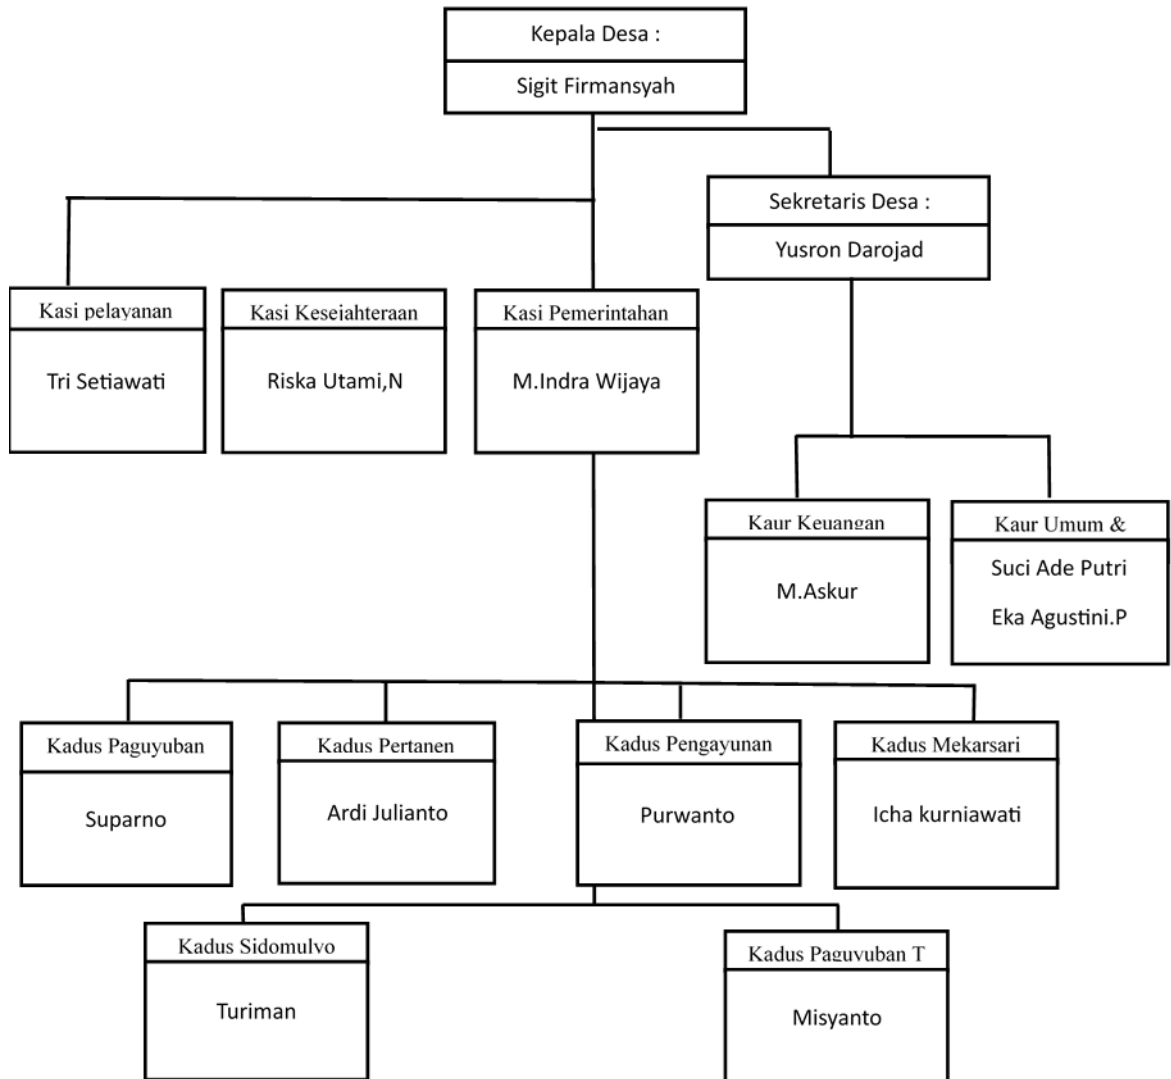 Kepala Desa :
Sigit Firmansyah
Sekretaris Desa :
Yusron Darojad
Kasi pelayanan
Tri Setiawati
Kasi Kesejahteraan
Riska Utami,N
Kasi Pemerintahan
M.Indra Wijaya
Kaur Keuangan
M.Askur
Kaur Umum &
Suci Ade Putri
Eka Agustini.P
Kadus Paguyuban
Suparno
Kadus Pertanen
Ardi Julianto
Kadus Pengayunan
Purwanto
Kadus Mekarsari
Icha kurniawati
Kadus Sidomulyo
Turiman
Kadus Paguyuban T
Misyanto